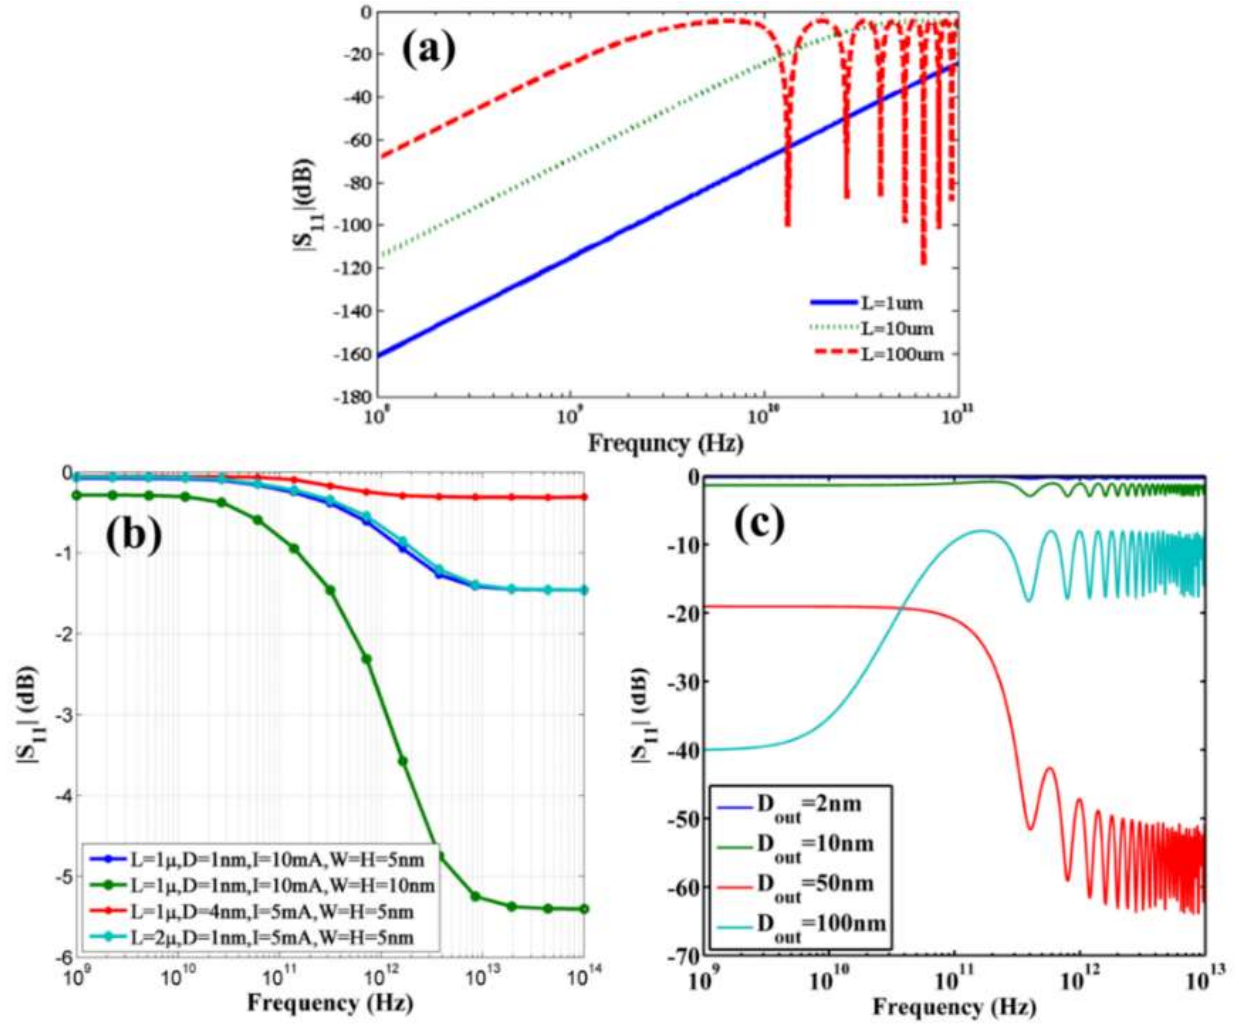 (a)
0
-20
-40
-60
-80
-100
-120
-140
-160
-180
|S11|(dB)
L=1um
L=10um
L=100um
10^8 10^9 10^10 10^11
Frequncy (Hz)
(b)
0
-1
-2
-3
-4
-5
-6
|S11| (dB)
L=1μ,D=1nm,I=10mA,W=H=5nm
L=1μ,D=1nm,I=10mA,W=H=10nm
L=1μ,D=4nm,I=5mA,W=H=5nm
L=2μ,D=1nm,I=5mA,W=H=5nm
10^9 10^10 10^11 10^12 10^13 10^14
Frequency (Hz)
(c)
0
-10
-20
-30
-40
-50
-60
-70
|S11| (dB)
Dout=2nm
Dout=10nm
Dout=50nm
Dout=100nm
10^9 10^10 10^11 10^12 10^13
Frequency (Hz)